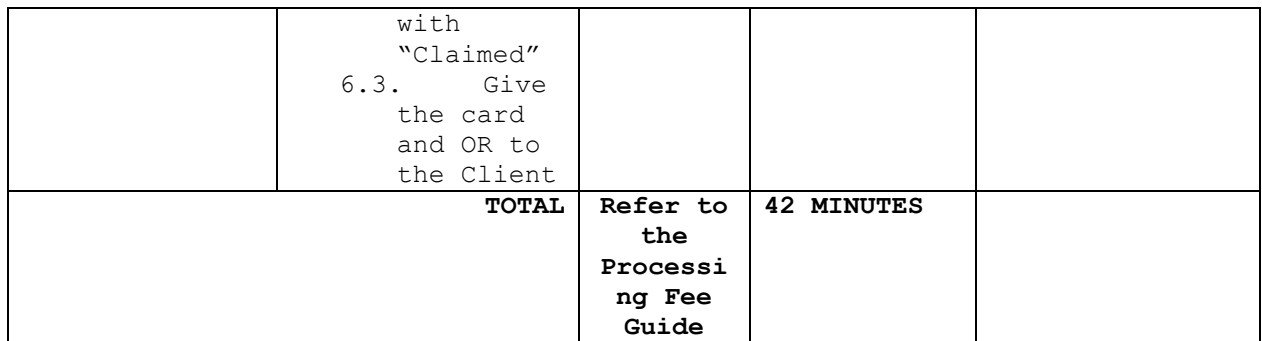 with
“Claimed”
6.3. Give
the card
and OR to
the Client
TOTAL
Refer to
the
Processi
ng Fee
Guide
42 MINUTES